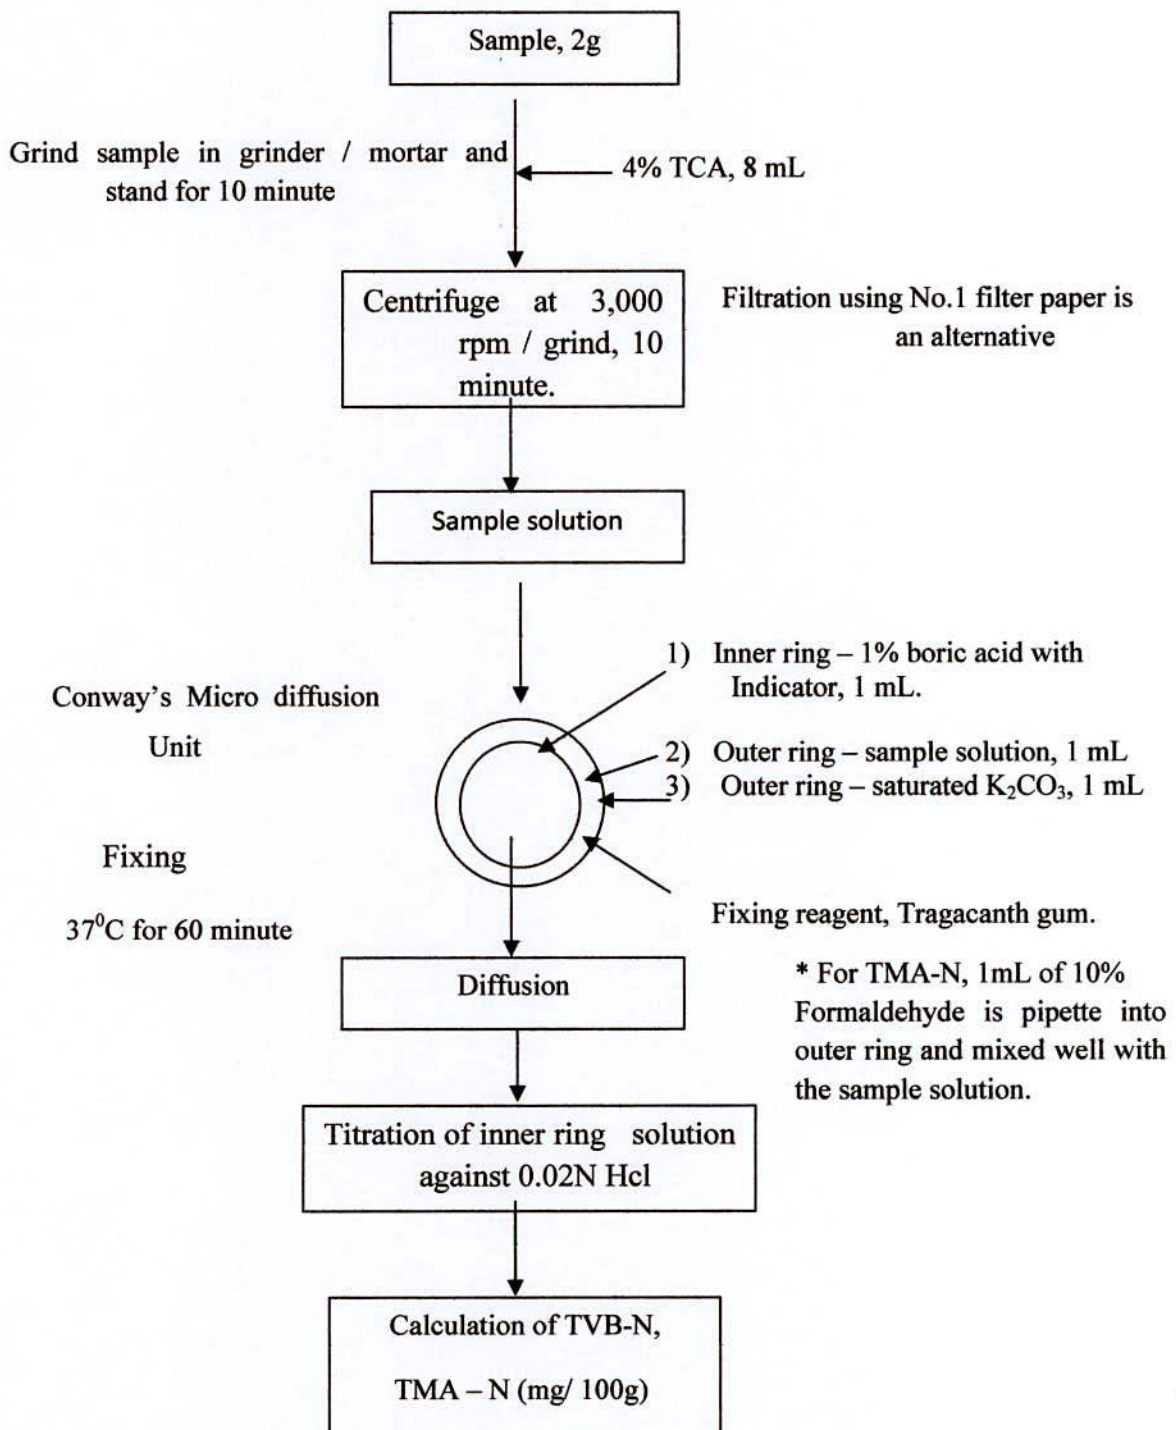 Sample, 2g
Grind sample in grinder / mortar and
stand for 10 minute
4% TCA, 8 mL
Centrifuge at 3,000
rpm / grind, 10
minute.
Filtration using No.1 filter paper is
an alternative
Sample solution
Conway's Micro diffusion
Unit
1) Inner ring – 1% boric acid with
Indicator, 1 mL.
2) Outer ring – sample solution, 1 mL
3) Outer ring – saturated K₂CO₃, 1 mL
Fixing
37⁰C for 60 minute
Fixing reagent, Tragacanth gum.
Diffusion
* For TMA-N, 1mL of 10%
Formaldehyde is pipette into
outer ring and mixed well with
the sample solution.
Titration of inner ring solution
against 0.02N Hcl
Calculation of TVB-N,
TMA – N (mg/ 100g)